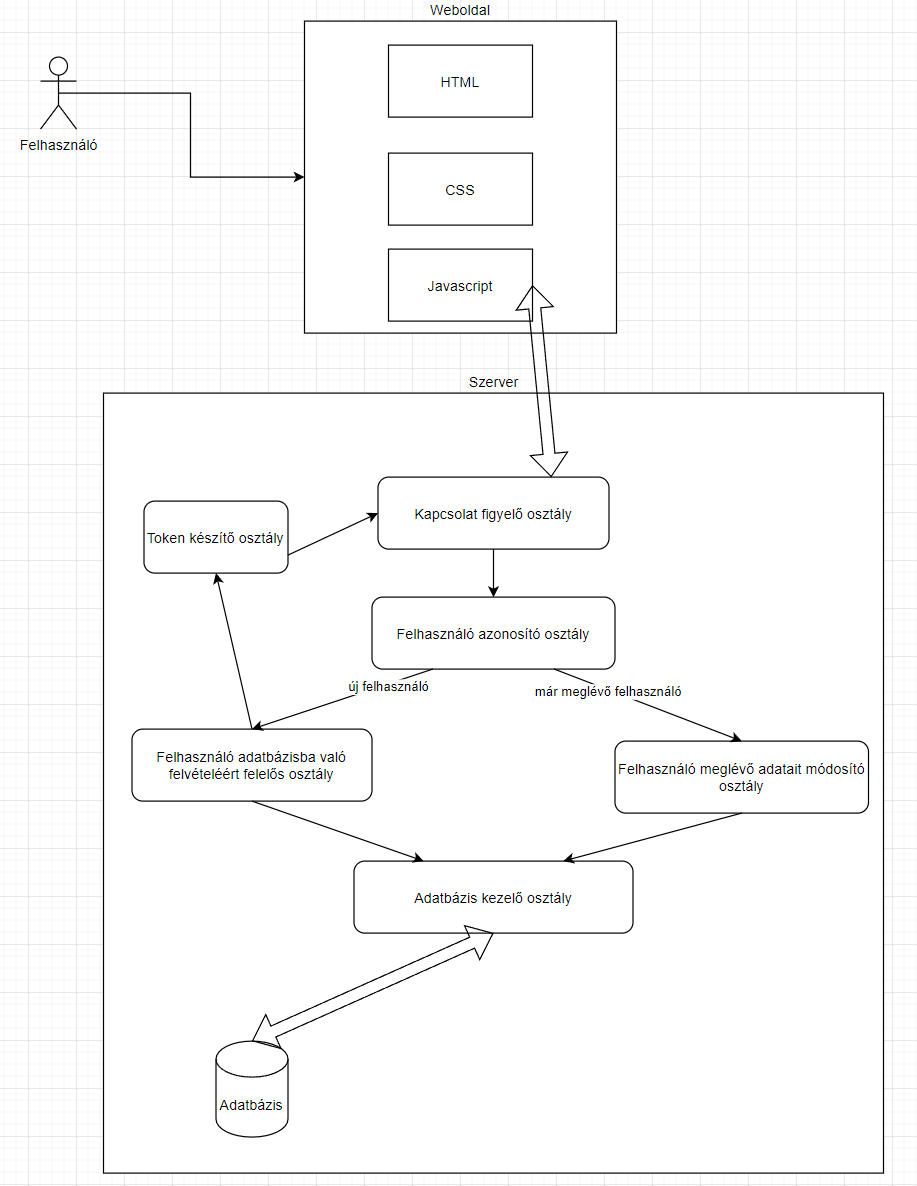 Weboldal
HTML
Felhasználó
CSS
Javascript
Szerver
Kapcsolat figyelő osztály
Token készítő osztály
Felhasználó azonosító osztály
új felhasználó
már meglévő felhasználó
Felhasználó adatbázisba való
felvételéért felelős osztály
Felhasználó meglévő adatait módosító
osztály
Adatbázis kezelő osztály
Adatbázis